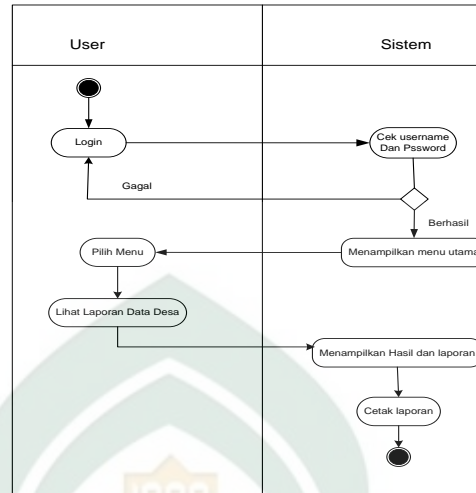 User
Sistem
Login
Cek username
Dan Pssword
Gagal
Berhasil
Pilih Menu
Menampilkan menu utama
Lihat Laporan Data Desa
Menampilkan Hasil dan laporan
Cetak laporan